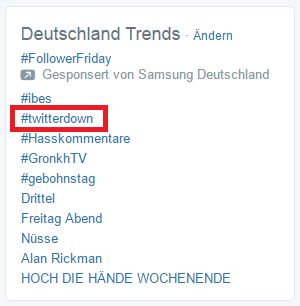 Deutschland Trends · Ändern
#FollowerFriday
Gesponsert von Samsung Deutschland
#ibes
#twitterdown
#Hasskommentare
#GronkhTV
#gebohnstag
Drittel
Freitag Abend
Nüsse
Alan Rickman
HOCH DIE HÄNDE WOCHENENDE